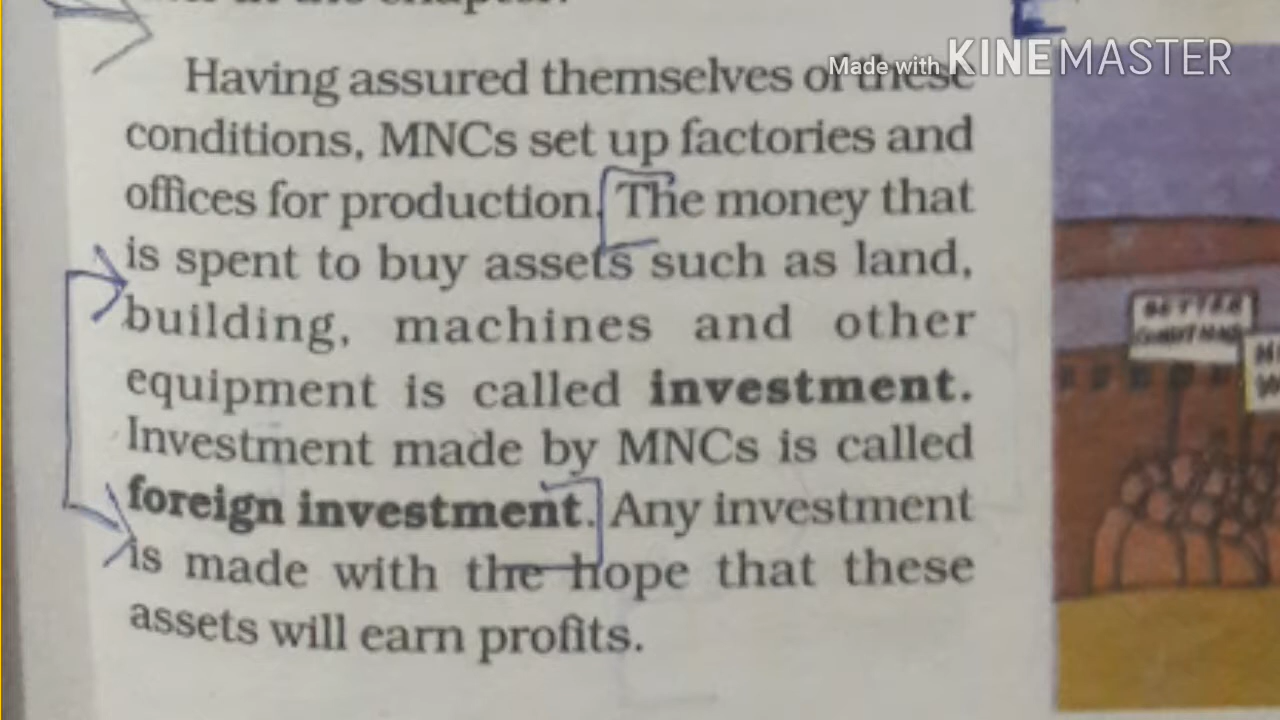 Made with KINEMASTER
Having assured themselves of these
conditions, MNCs set up factories and
offices for production. The money that
is spent to buy assets such as land,
building, machines and other
equipment is called investment.
Investment made by MNCs is called
foreign investment. Any investment
is made with the hope that these
assets will earn profits.
BETTER